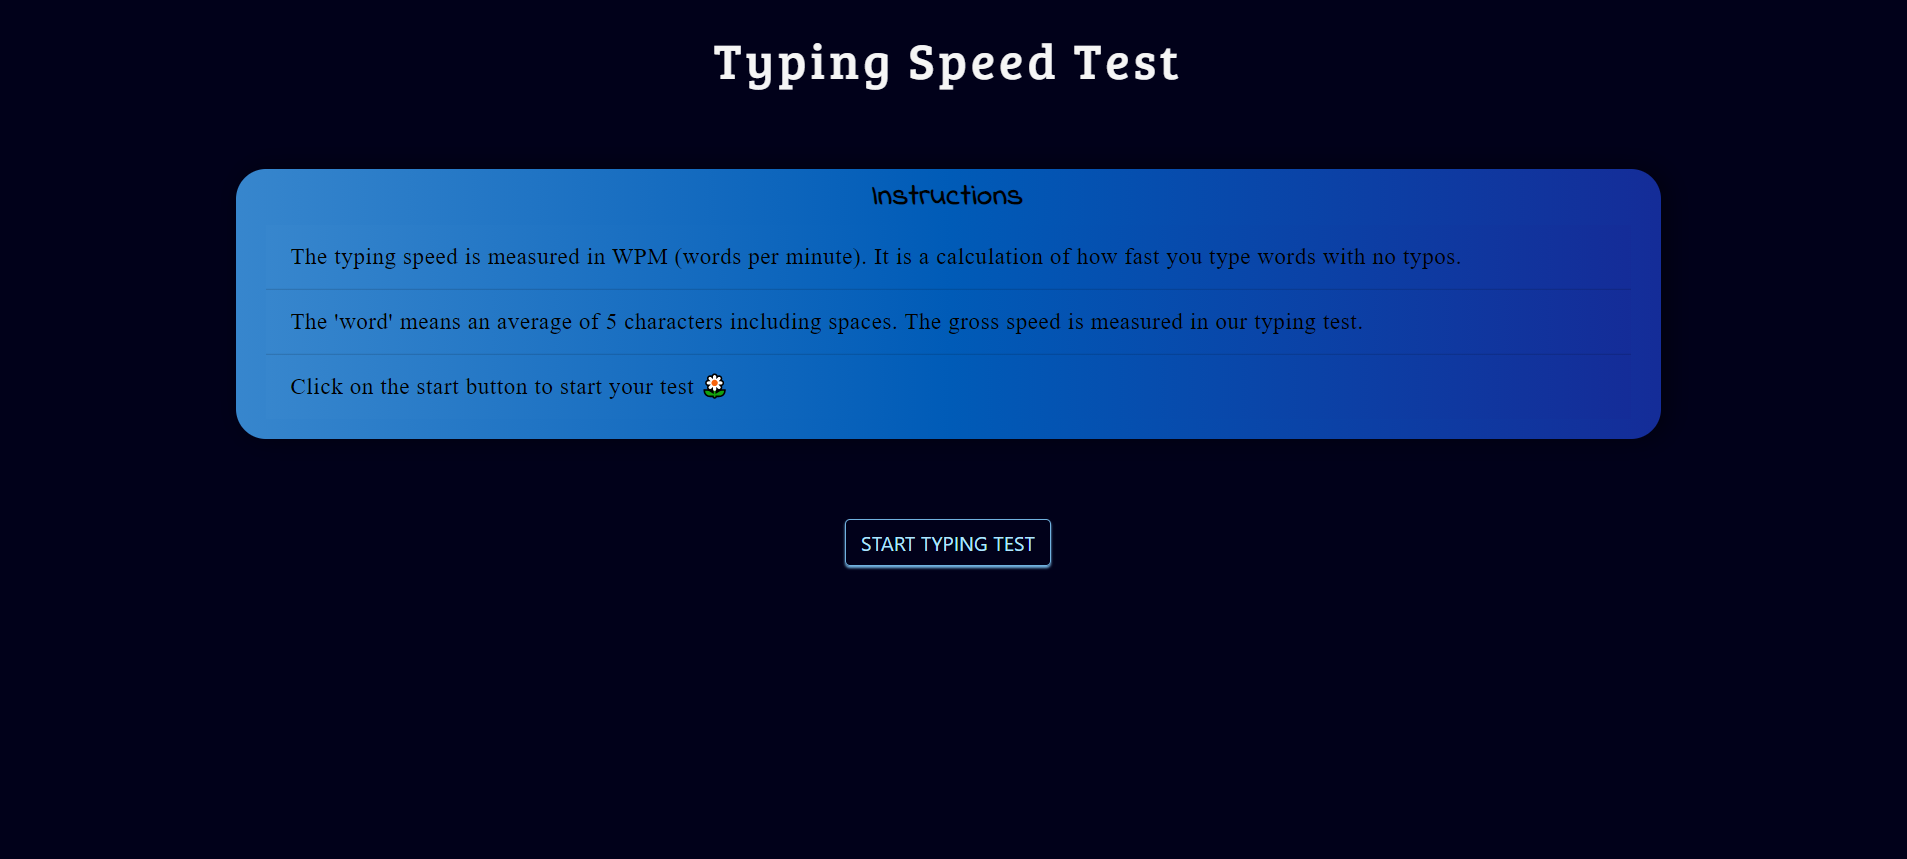 Typing Speed Test
Instructions
The typing speed is measured in WPM (words per minute). It is a calculation of how fast you type words with no typos.
The 'word' means an average of 5 characters including spaces. The gross speed is measured in our typing test.
Click on the start button to start your test 🌼
START TYPING TEST